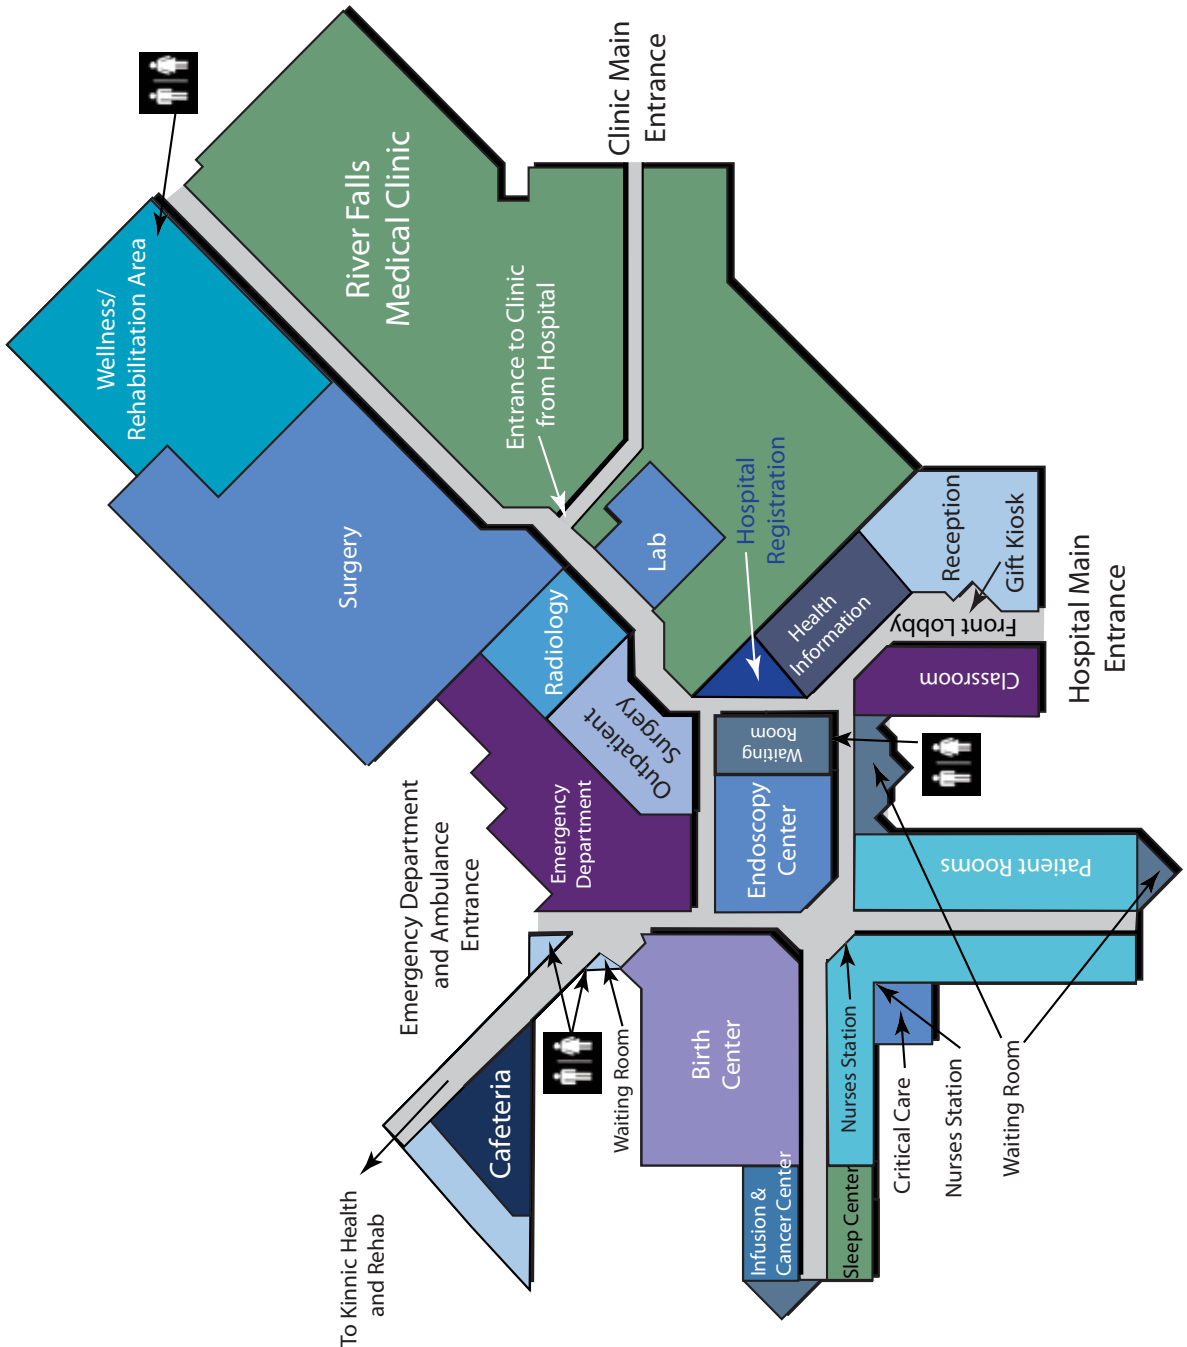 Wellness/
Rehabilitation Area
River Falls
Medical Clinic
Clinic Main
Entrance
Entrance to Clinic
from Hospital
Surgery
Radiology
Lab
Hospital
Registration
Health
Information
Reception
Gift Kiosk
Front Lobby
Hospital Main
Entrance
Classroom
Outpatient
Surgery
Waiting
Room
Endoscopy
Center
Emergency
Department
Emergency Department
and Ambulance
Entrance
Patient Rooms
Cafeteria
Waiting Room
Birth
Center
Nurses Station
Critical Care
Nurses Station
Waiting Room
Infusion &
Cancer Center
Sleep Center
To Kinnic Health
and Rehab